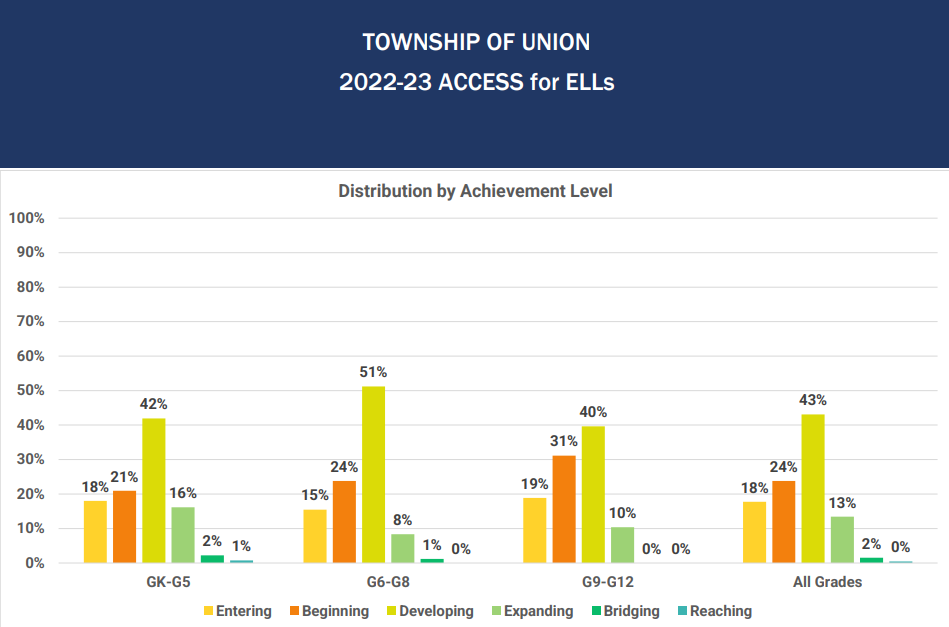 TOWNSHIP OF UNION
2022-23 ACCESS for ELLs
Distribution by Achievement Level
100%
90%
80%
70%
60%
50%
40%
30%
20%
10%
0%
18% 21% 42% 16% 2% 1%
15% 24% 51% 8% 1% 0%
19% 31% 40% 10% 0% 0%
18% 24% 43% 13% 2% 0%
GK-G5 G6-G8 G9-G12 All Grades
Entering Beginning Developing Expanding Bridging Reaching